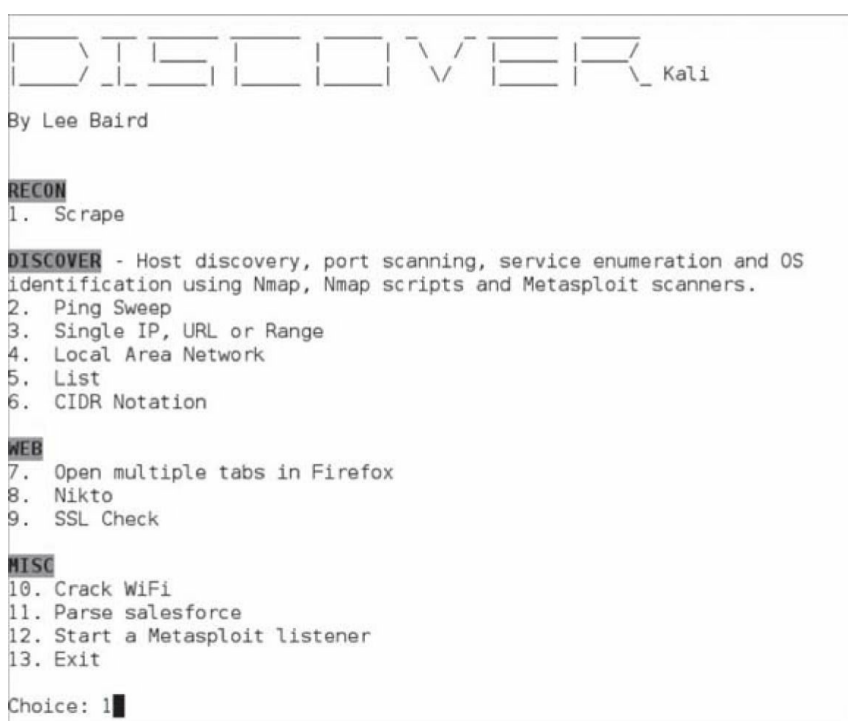 DISCOVER Kali
By Lee Baird
RECON
1. Scrape
DISCOVER - Host discovery, port scanning, service enumeration and OS
identification using Nmap, Nmap scripts and Metasploit scanners.
2. Ping Sweep
3. Single IP, URL or Range
4. Local Area Network
5. List
6. CIDR Notation
WEB
7. Open multiple tabs in Firefox
8. Nikto
9. SSL Check
MISC
10. Crack WiFi
11. Parse salesforce
12. Start a Metasploit listener
13. Exit
Choice: 1